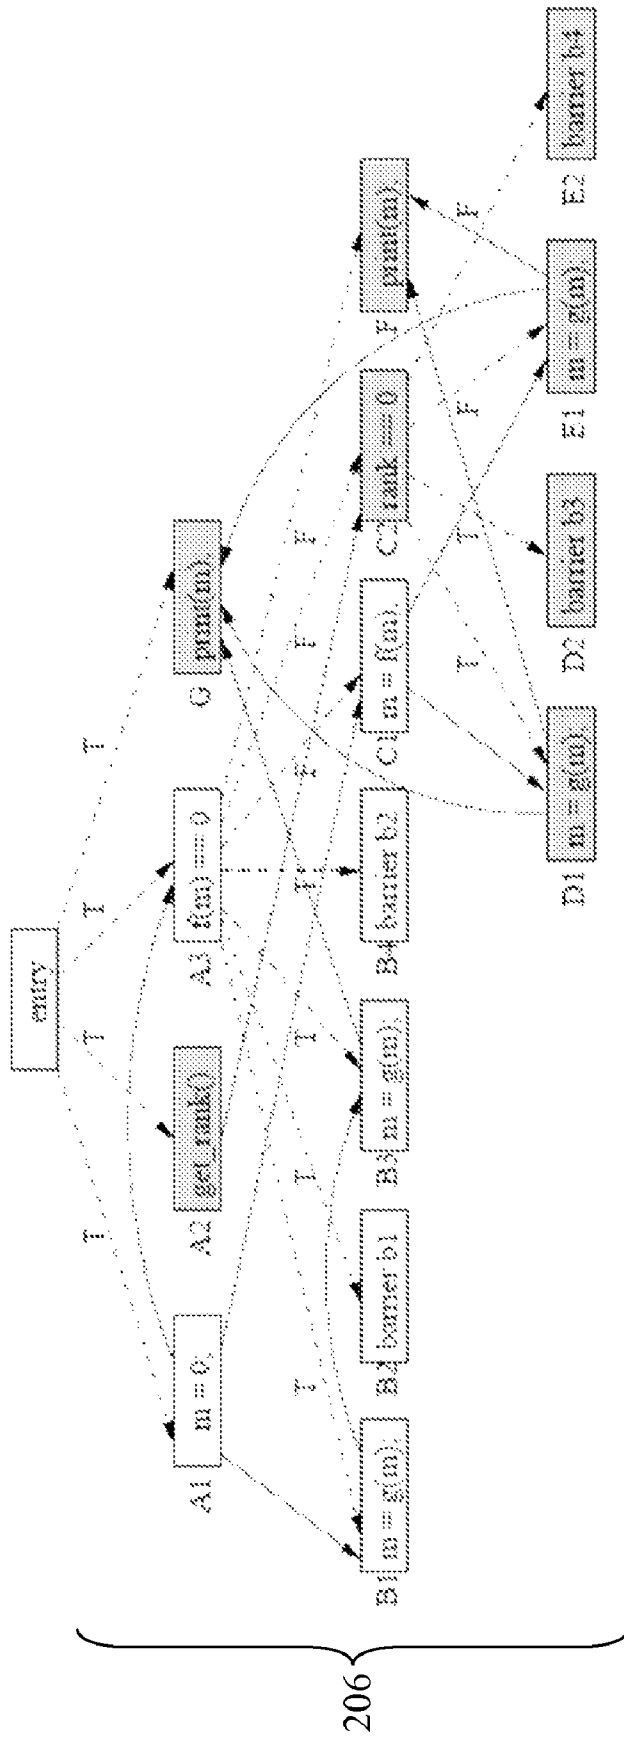 entry
T
T
T
T
A1
m = 0;
A2
get_rank()
A3
f(m) == 0
G
print(m);
T
T
T
T
F
F
F
B1
m = g(m);
B2
barrier b1
B3
m = g(m);
B4
barrier b2
C1
m = f(m);
C2
rank == 0
F
print(m);
T
T
F
F
D1
m = g(m);
D2
barrier b3
E1
m = g(m);
E2
barrier b4
206